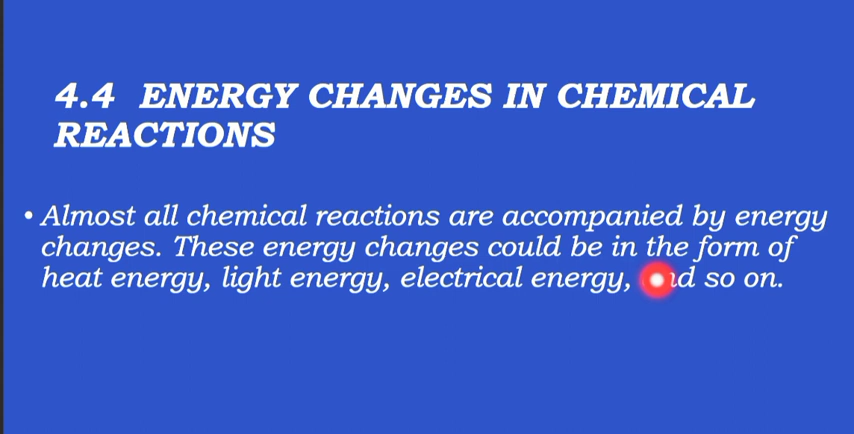 4.4 ENERGY CHANGES IN CHEMICAL
REACTIONS
• Almost all chemical reactions are accompanied by energy
changes. These energy changes could be in the form of
heat energy, light energy, electrical energy, and so on.